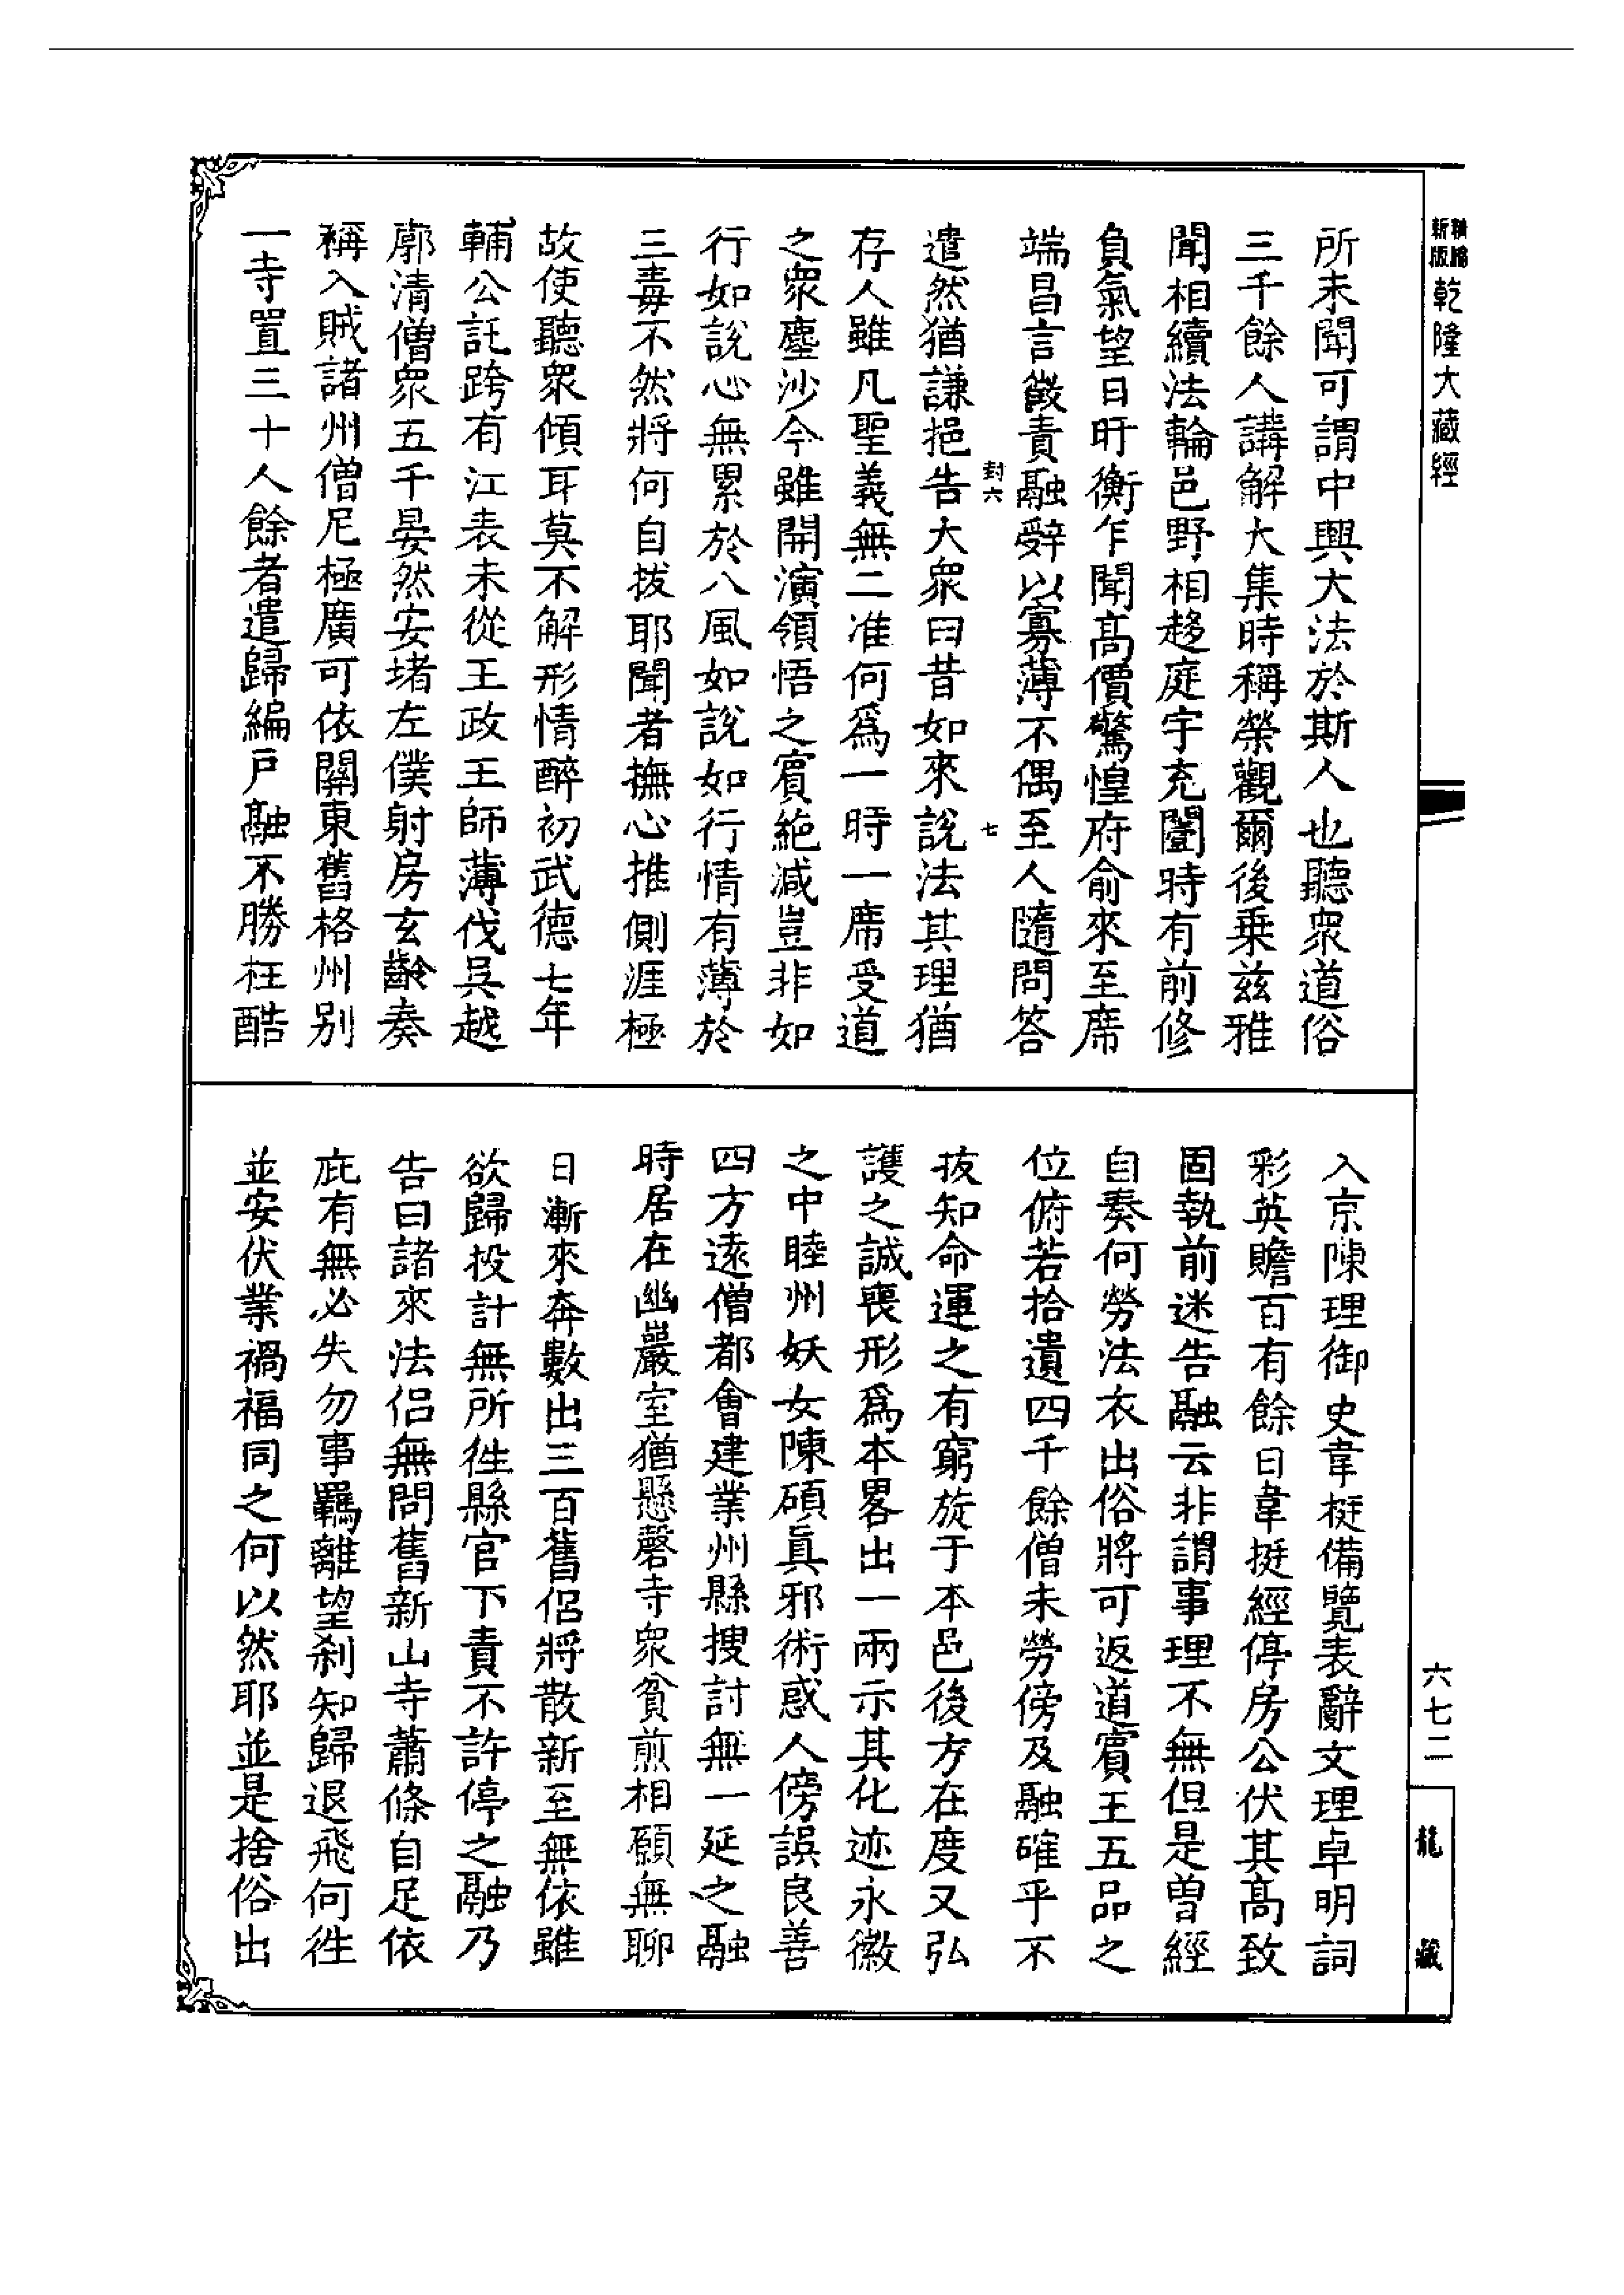 新版
乾隆大藏經
所未聞可謂中興大法於斯人也聽衆道俗
三千餘人講解大集時稱榮觀爾後乗茲雅
聞相續法輪邑野相趍庭宇充闐時有前修
負氣望日盱衡乍聞髙價驚惶府俞來至席
端昌言徵責融辤以寡薄不偶至人隨問答
封六
七
遣然猶謙挹告大衆曰昔如來說法其理猶
存人雖凡聖義無二准何爲一時一席受道
之衆塵沙今雖開演領悟之賓絶減豈非如
行如說心無累於八風如說如行情有薄於
三毒不然將何自拔耶聞者撫心推側涯極
故使聽衆傾耳莫不解形情醉初武德七年
輔公託跨有江表未從王政王師薄伐吳越
廓清僧衆五千晏然安堵左僕射房玄齡奏
稱入賊諸州僧尼極廣可依關東舊格州别
一寺置三十人餘者遣歸編戸融不勝枉酷
入京陳理御史韋挺備覽表辭文理卓明詞
彩英贍百有餘日韋挺經停房公伏其髙致
固執前迷告融云非謂事理不無但是曽經
自奏何勞法衣出俗將可返道賓王五品之
位俯若拾遺四千餘僧未勞傍及融確乎不
拔知命運之有窮旋于本邑後方在度又弘
護之誠喪形爲本畧出一兩示其化迹永徽
之中睦州妖女陳碩眞邪術惑人傍誤良善
四方遠僧都會建業州縣搜討無一延之融
時居在幽巖室猶懸磬寺衆貧煎相顧無聊
日漸來奔數出三百舊侶將散新至無依雖
欲歸投計無所徃縣官下責不許停之融乃
告曰諸來法侶無問舊新山寺蕭條自足依
庇有無必失勿事羈離望刹知歸退飛何徃
並安伏業禍福同之何以然耶並是捨俗出
六七二
龍藏